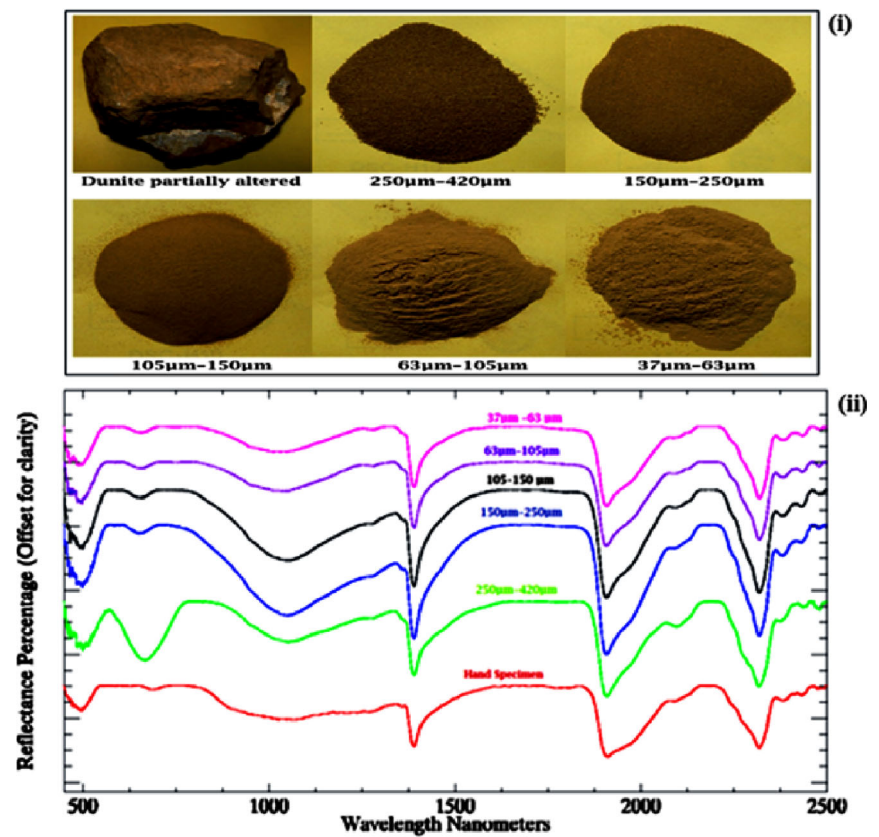 (i)
Dunite partially altered 250µm-420µm 150µm-250µm
105µm-150µm 63µm-105µm 37µm-63µm
(ii)
Reflectance Percentage (Offset for clarity)
37µm -63 µm
63µm-105µm
105-150 µm
150µm-250µm
250µm-420µm
Hand Specimen
500 1000 1500 2000 2500
Wavelength Nanometers